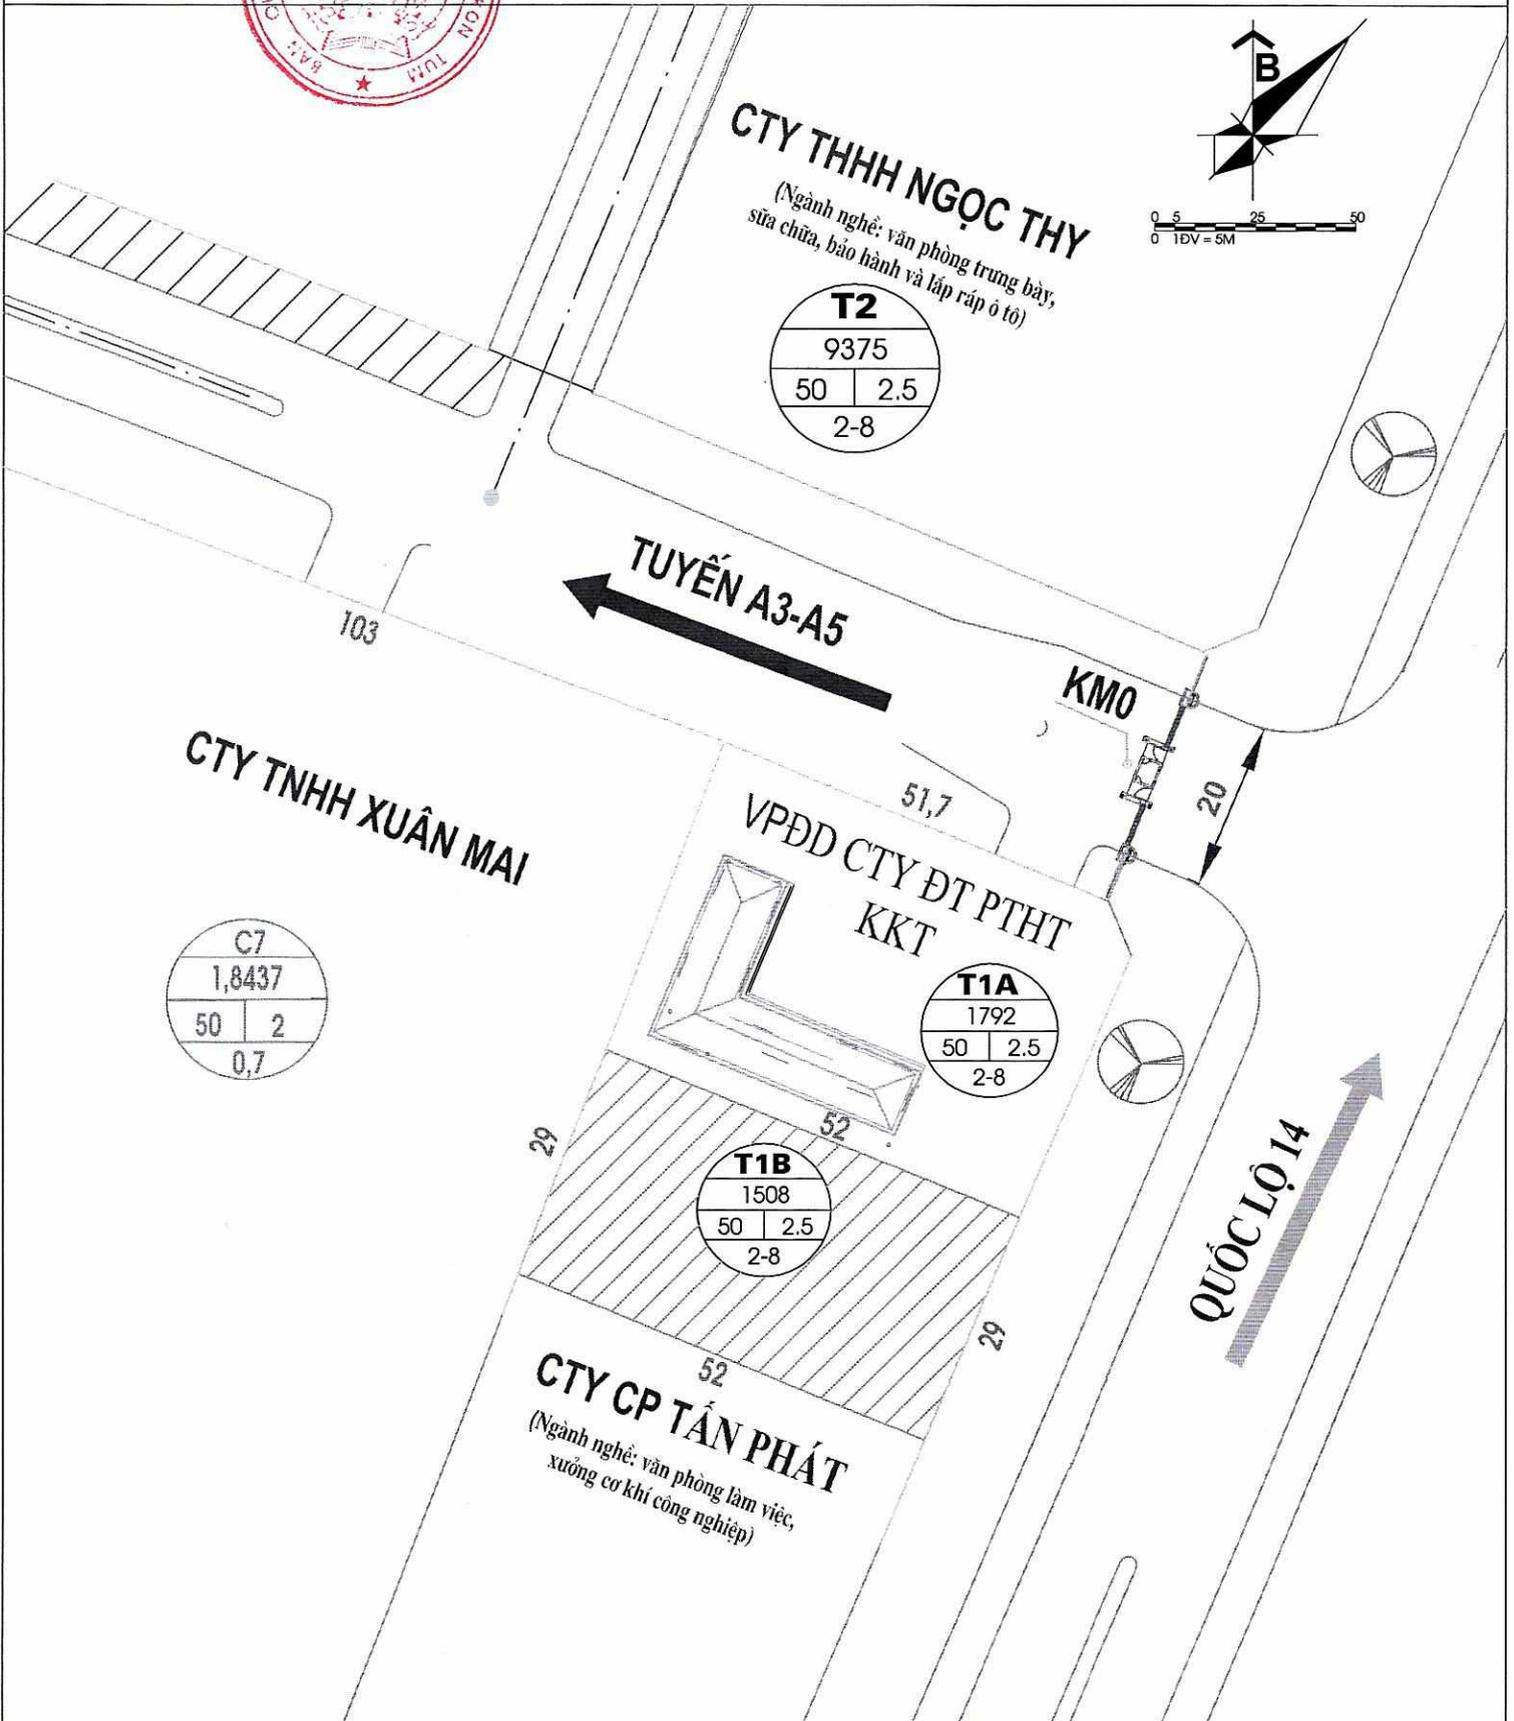 KON TUM
BAN
B
0 5 25 50
0 1ĐV = 5M
CTY THHH NGỌC THY
(Ngành nghề: văn phòng trưng bày,
sữa chữa, bảo hành và lắp ráp ô tô)
T2
9375
50 2.5
2-8
TUYẾN A3-A5
103
KM0
20
51,7
CTY TNHH XUÂN MAI
C7
1,8437
50 2
0,7
VPĐD CTY ĐT PTHT
KKT
T1A
1792
50 2.5
2-8
52
29
T1B
1508
50 2.5
2-8
29
52
QUỐC LỘ 14
CTY CP TẤN PHÁT
(Ngành nghề: văn phòng làm việc,
xưởng cơ khí công nghiệp)